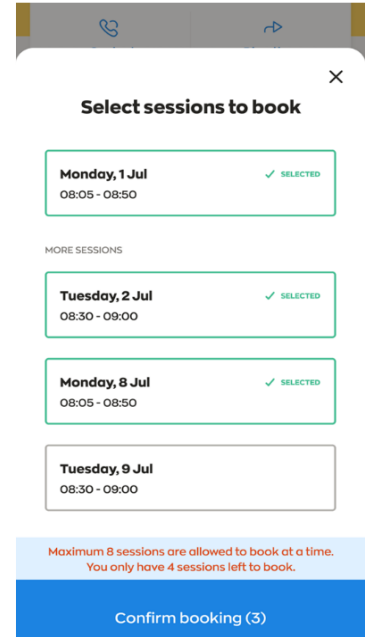 Select sessions to book
Monday, 1 Jul
SELECTED
08:05 - 08:50
MORE SESSIONS
Tuesday, 2 Jul
SELECTED
08:30 - 09:00
Monday, 8 Jul
SELECTED
08:05 - 08:50
Tuesday, 9 Jul
08:30 - 09:00
Maximum 8 sessions are allowed to book at a time.
You only have 4 sessions left to book.
Confirm booking (3)